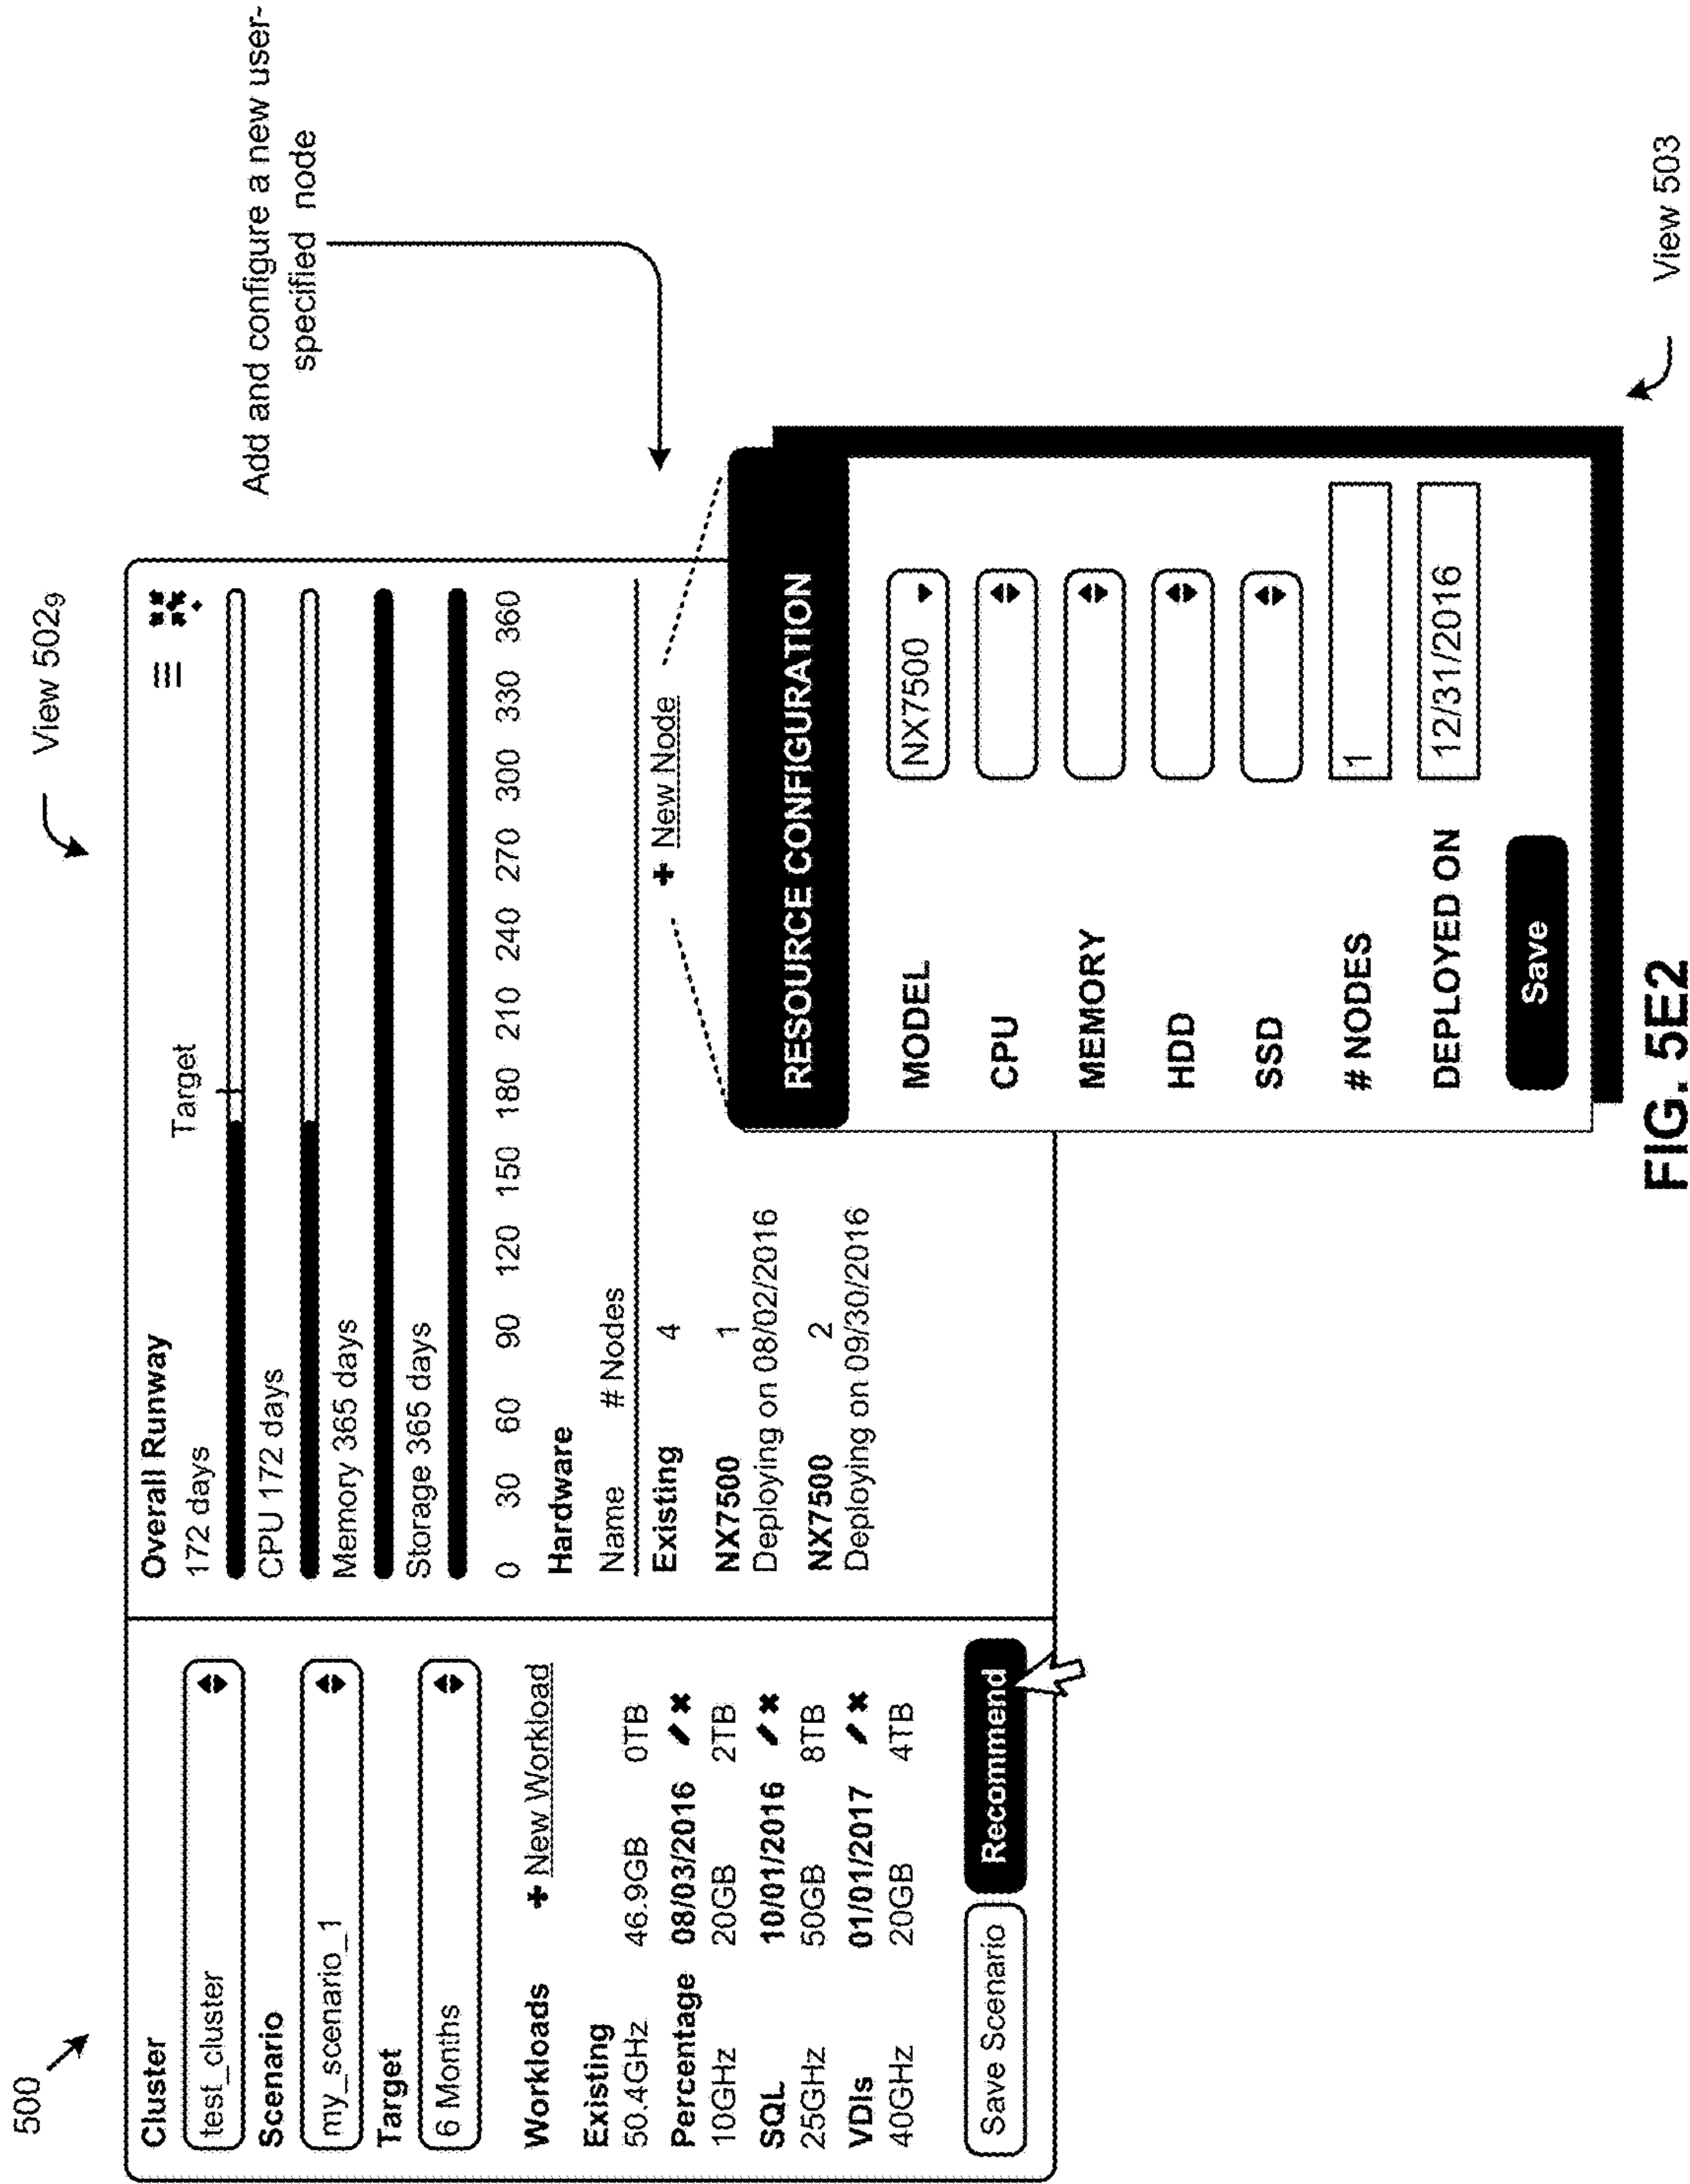 500
View 502g
Cluster
test_cluster
Scenario
my_scenario_1
Target
6 Months
Workloads
New Workload
Existing
50.4GHz 46.9GB 0TB
Percentage 08/03/2016
10GHz 20GB 2TB
SQL 10/01/2016
25GHz 50GB 8TB
VDIs 01/01/2017
40GHz 20GB 4TB
Save Scenario
Recommend
Overall Runway
172 days
Target
CPU 172 days
Memory 365 days
Storage 365 days
0 30 60 90 120 150 180 210 240 270 300 330 360
Hardware
Name # Nodes
New Node
Existing 4
NX7500 1
Deploying on 08/02/2016
NX7500 2
Deploying on 09/30/2016
Add and configure a new user-
specified node
RESOURCE CONFIGURATION
MODEL NX7500
CPU
MEMORY
HDD
SSD
# NODES 1
DEPLOYED ON 12/31/2016
Save
View 503
FIG. 5E2